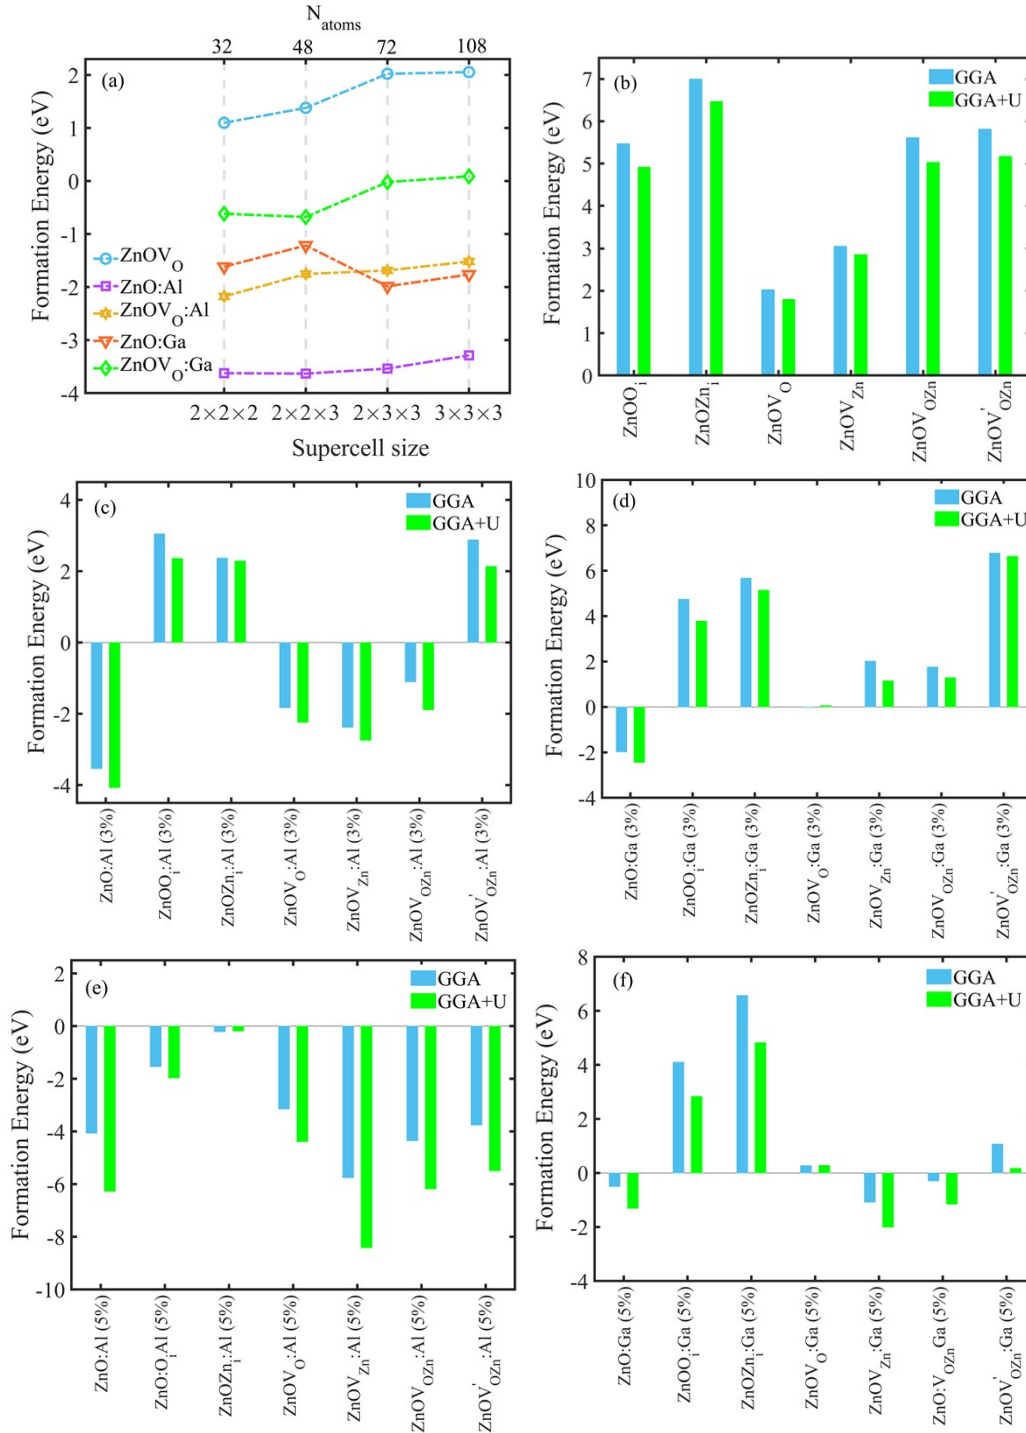 N_atoms
32 48 72 108
(a)
2
1
0
-1
-2
-3
-4
Formation Energy (eV)
ZnOV_O
ZnO:Al
ZnOV_O:Al
ZnO:Ga
ZnOV_O:Ga
2×2×2 2×2×3 2×3×3 3×3×3
Supercell size
(b)
GGA
GGA+U
7
6
5
4
3
2
1
0
Formation Energy (eV)
ZnOO_i
ZnOZn_i
ZnOV_O
ZnOV_Zn
ZnOV_OZn
ZnOV'_OZn
(c)
GGA
GGA+U
4
2
0
-2
-4
Formation Energy (eV)
ZnO:Al (3%)
ZnOO_i:Al (3%)
ZnOZn_i:Al (3%)
ZnOV_O:Al (3%)
ZnOV_Zn:Al (3%)
ZnOV_OZn:Al (3%)
ZnOV'_OZn:Al (3%)
(d)
GGA
GGA+U
10
8
6
4
2
0
-2
-4
Formation Energy (eV)
ZnO:Ga (3%)
ZnOO_i:Ga (3%)
ZnOZn_i:Ga (3%)
ZnOV_O:Ga (3%)
ZnOV_Zn:Ga (3%)
ZnOV_OZn:Ga (3%)
ZnOV'_OZn:Ga (3%)
(e)
GGA
GGA+U
2
0
-2
-4
-6
-8
-10
Formation Energy (eV)
ZnO:Al (5%)
ZnO:O_i:Al (5%)
ZnOZn_i:Al (5%)
ZnOV_O:Al (5%)
ZnOV_Zn:Al (5%)
ZnOV_OZn:Al (5%)
ZnOV'_OZn:Al (5%)
(f)
GGA
GGA+U
8
6
4
2
0
-2
-4
Formation Energy (eV)
ZnO:Ga (5%)
ZnOO_i:Ga (5%)
ZnOZn_i:Ga (5%)
ZnOV_O:Ga (5%)
ZnOV_Zn:Ga (5%)
ZnO:V_OZn:Ga (5%)
ZnOV'_OZn:Ga (5%)